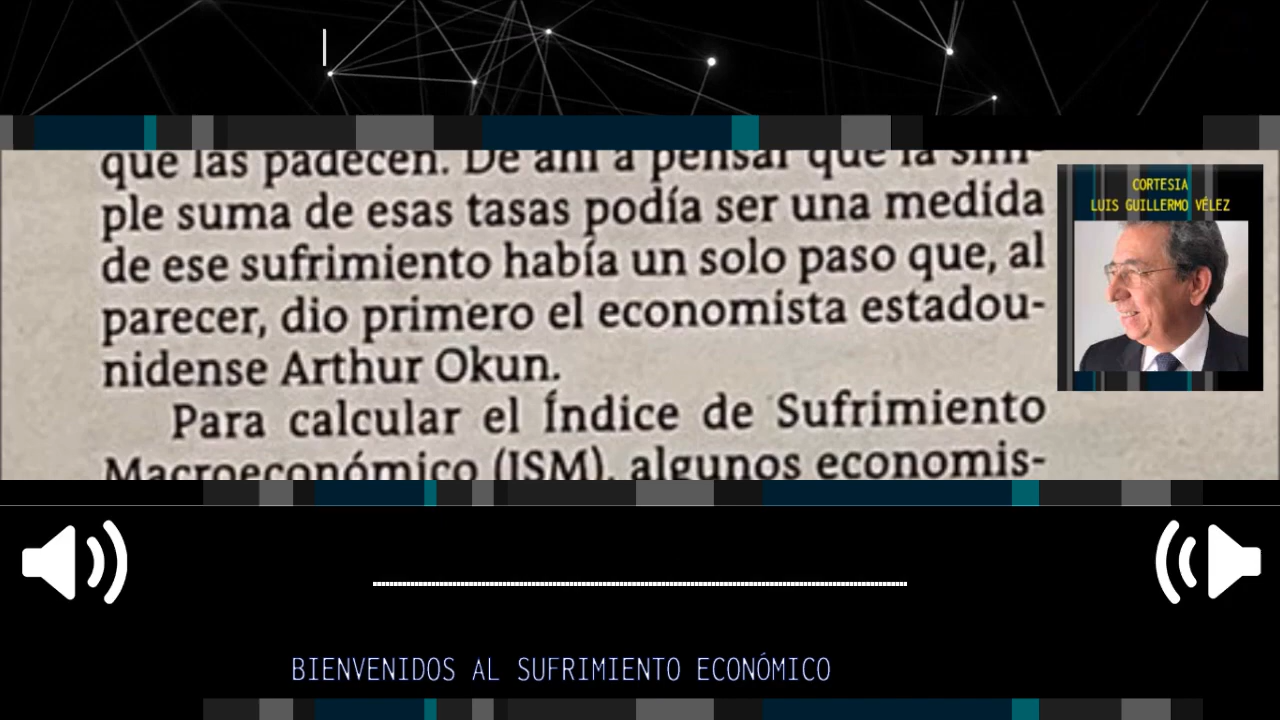 que las padecen. De ahí a pensar que la sim-
ple suma de esas tasas podía ser una medida
de ese sufrimiento había un solo paso que, al
parecer, dio primero el economista estadou-
nidense Arthur Okun.
Para calcular el Índice de Sufrimiento
Macroeconómico (ISM), algunos economis-
CORTESIA
LUIS GUILLERMO VÉLEZ
BIENVENIDOS AL SUFRIMIENTO ECONÓMICO